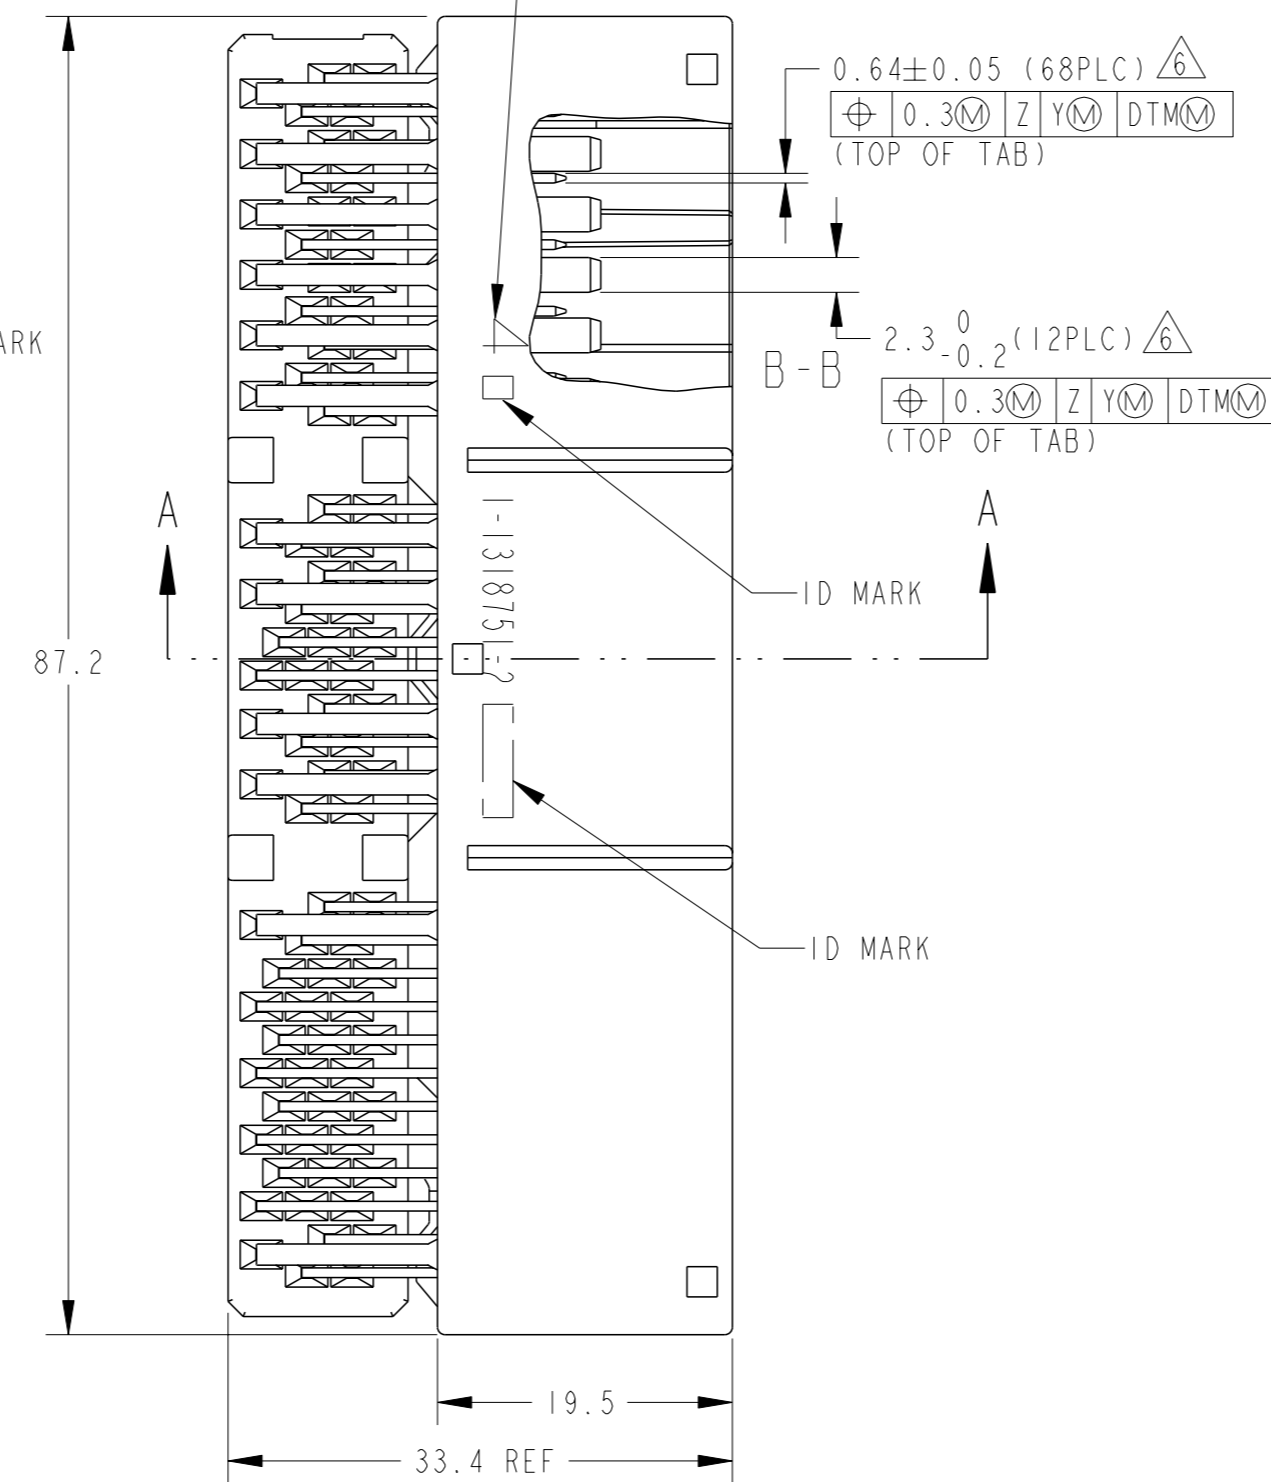 0.64±0.05 (68PLC) 6
⌖ 0.3Ⓜ Z YⓂ DTMⓂ
(TOP OF TAB)
ARK
2.3 0 -0.2 (12PLC) 6
B-B
⌖ 0.3Ⓜ Z YⓂ DTMⓂ
(TOP OF TAB)
A
A
1-1318751-2
ID MARK
87.2
ID MARK
19.5
33.4 REF